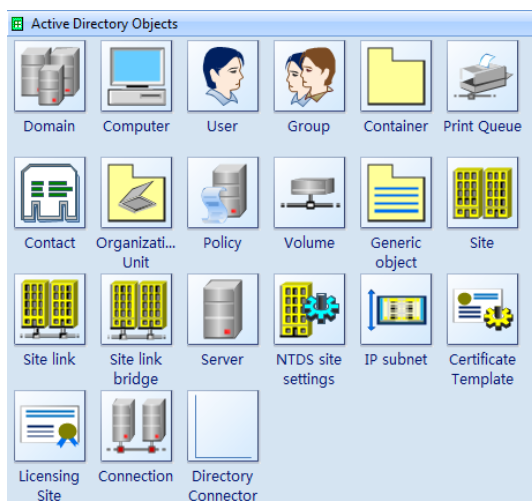 Active Directory Objects
Domain Computer User Group Container Print Queue
Contact Organizati... Policy Volume Generic Site
Unit object
Site link Site link Server NTDS site IP subnet Certificate
bridge settings Template
Licensing Connection Directory
Site Connector